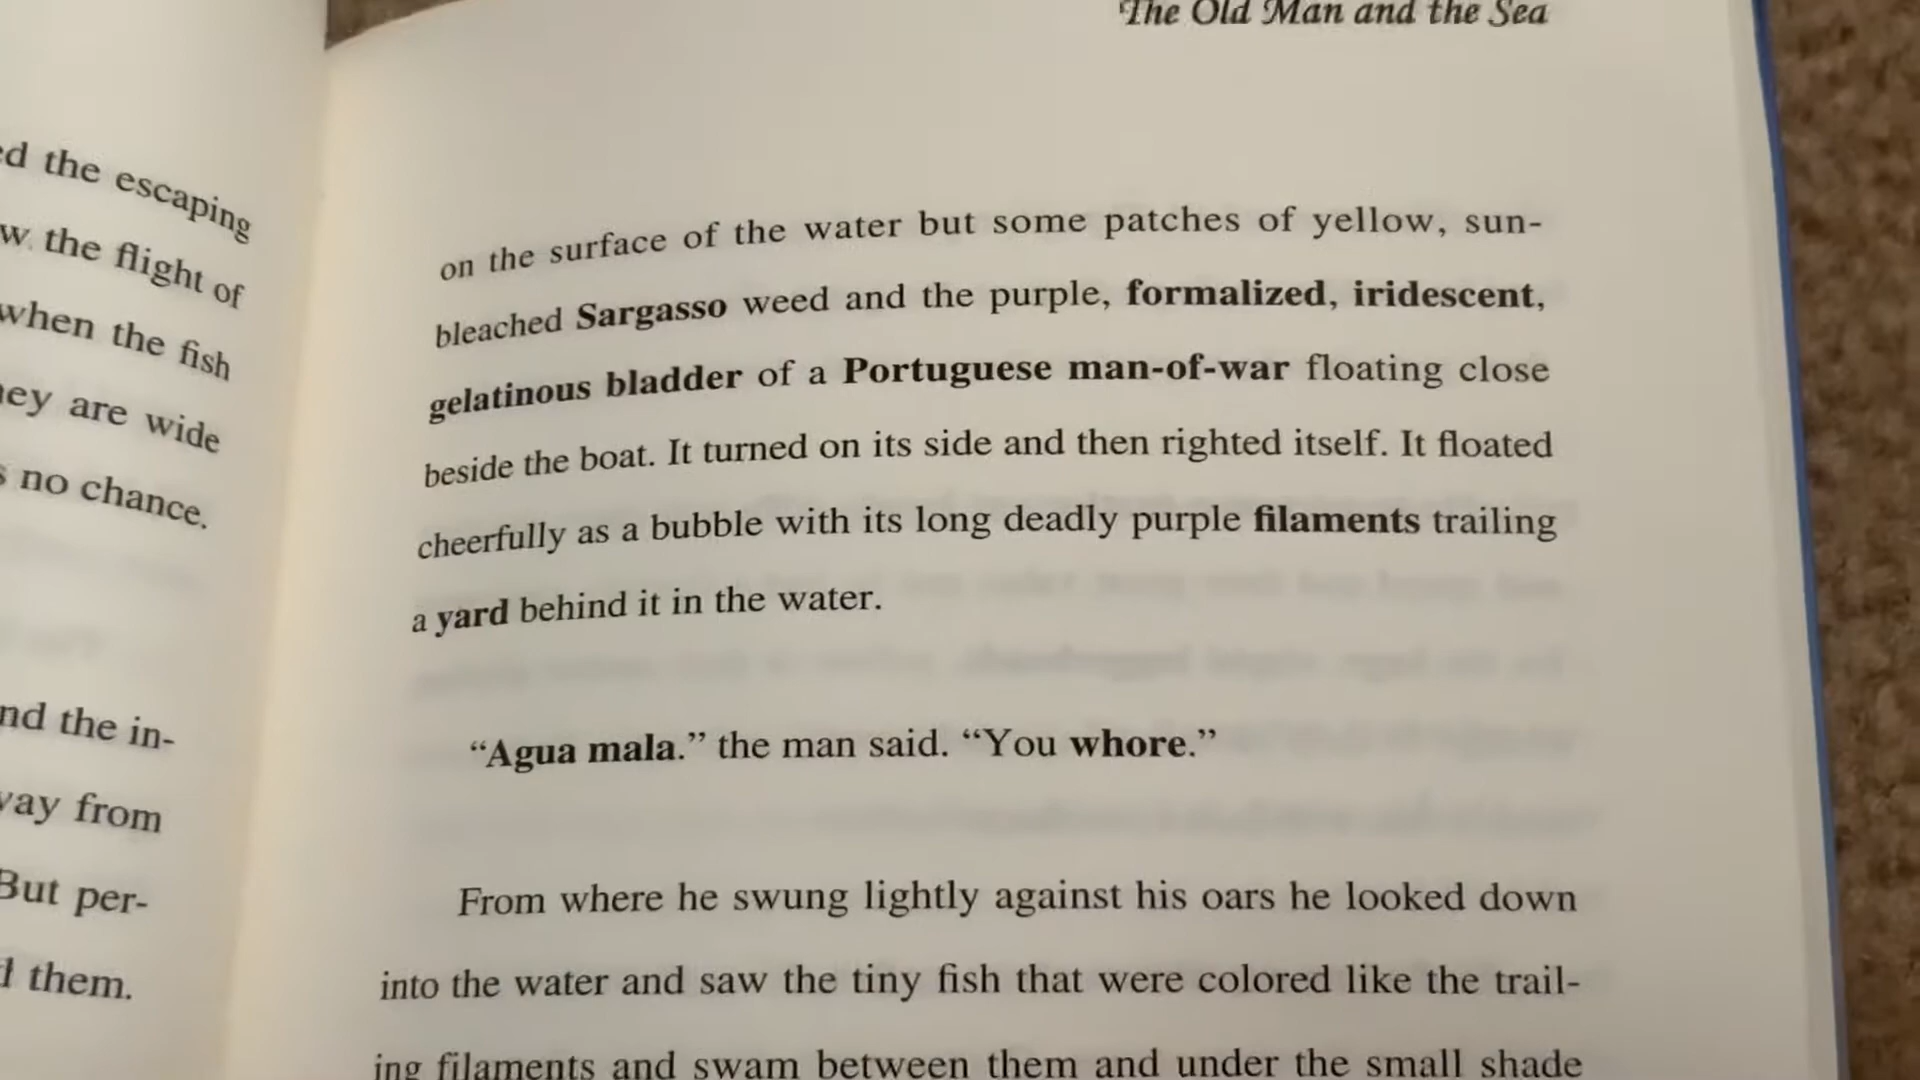 ed the escaping
w the flight of
when the fish
ey are wide
s no chance.
nd the in-
way from
But per-
them.
The Old Man and the Sea
on the surface of the water but some patches of yellow, sun-
bleached Sargasso weed and the purple, formalized, iridescent,
gelatinous bladder of a Portuguese man-of-war floating close
beside the boat. It turned on its side and then righted itself. It floated
cheerfully as a bubble with its long deadly purple filaments trailing
a yard behind it in the water.
“Agua mala.” the man said. “You whore.”
From where he swung lightly against his oars he looked down
into the water and saw the tiny fish that were colored like the trail-
ing filaments and swam between them and under the small shade